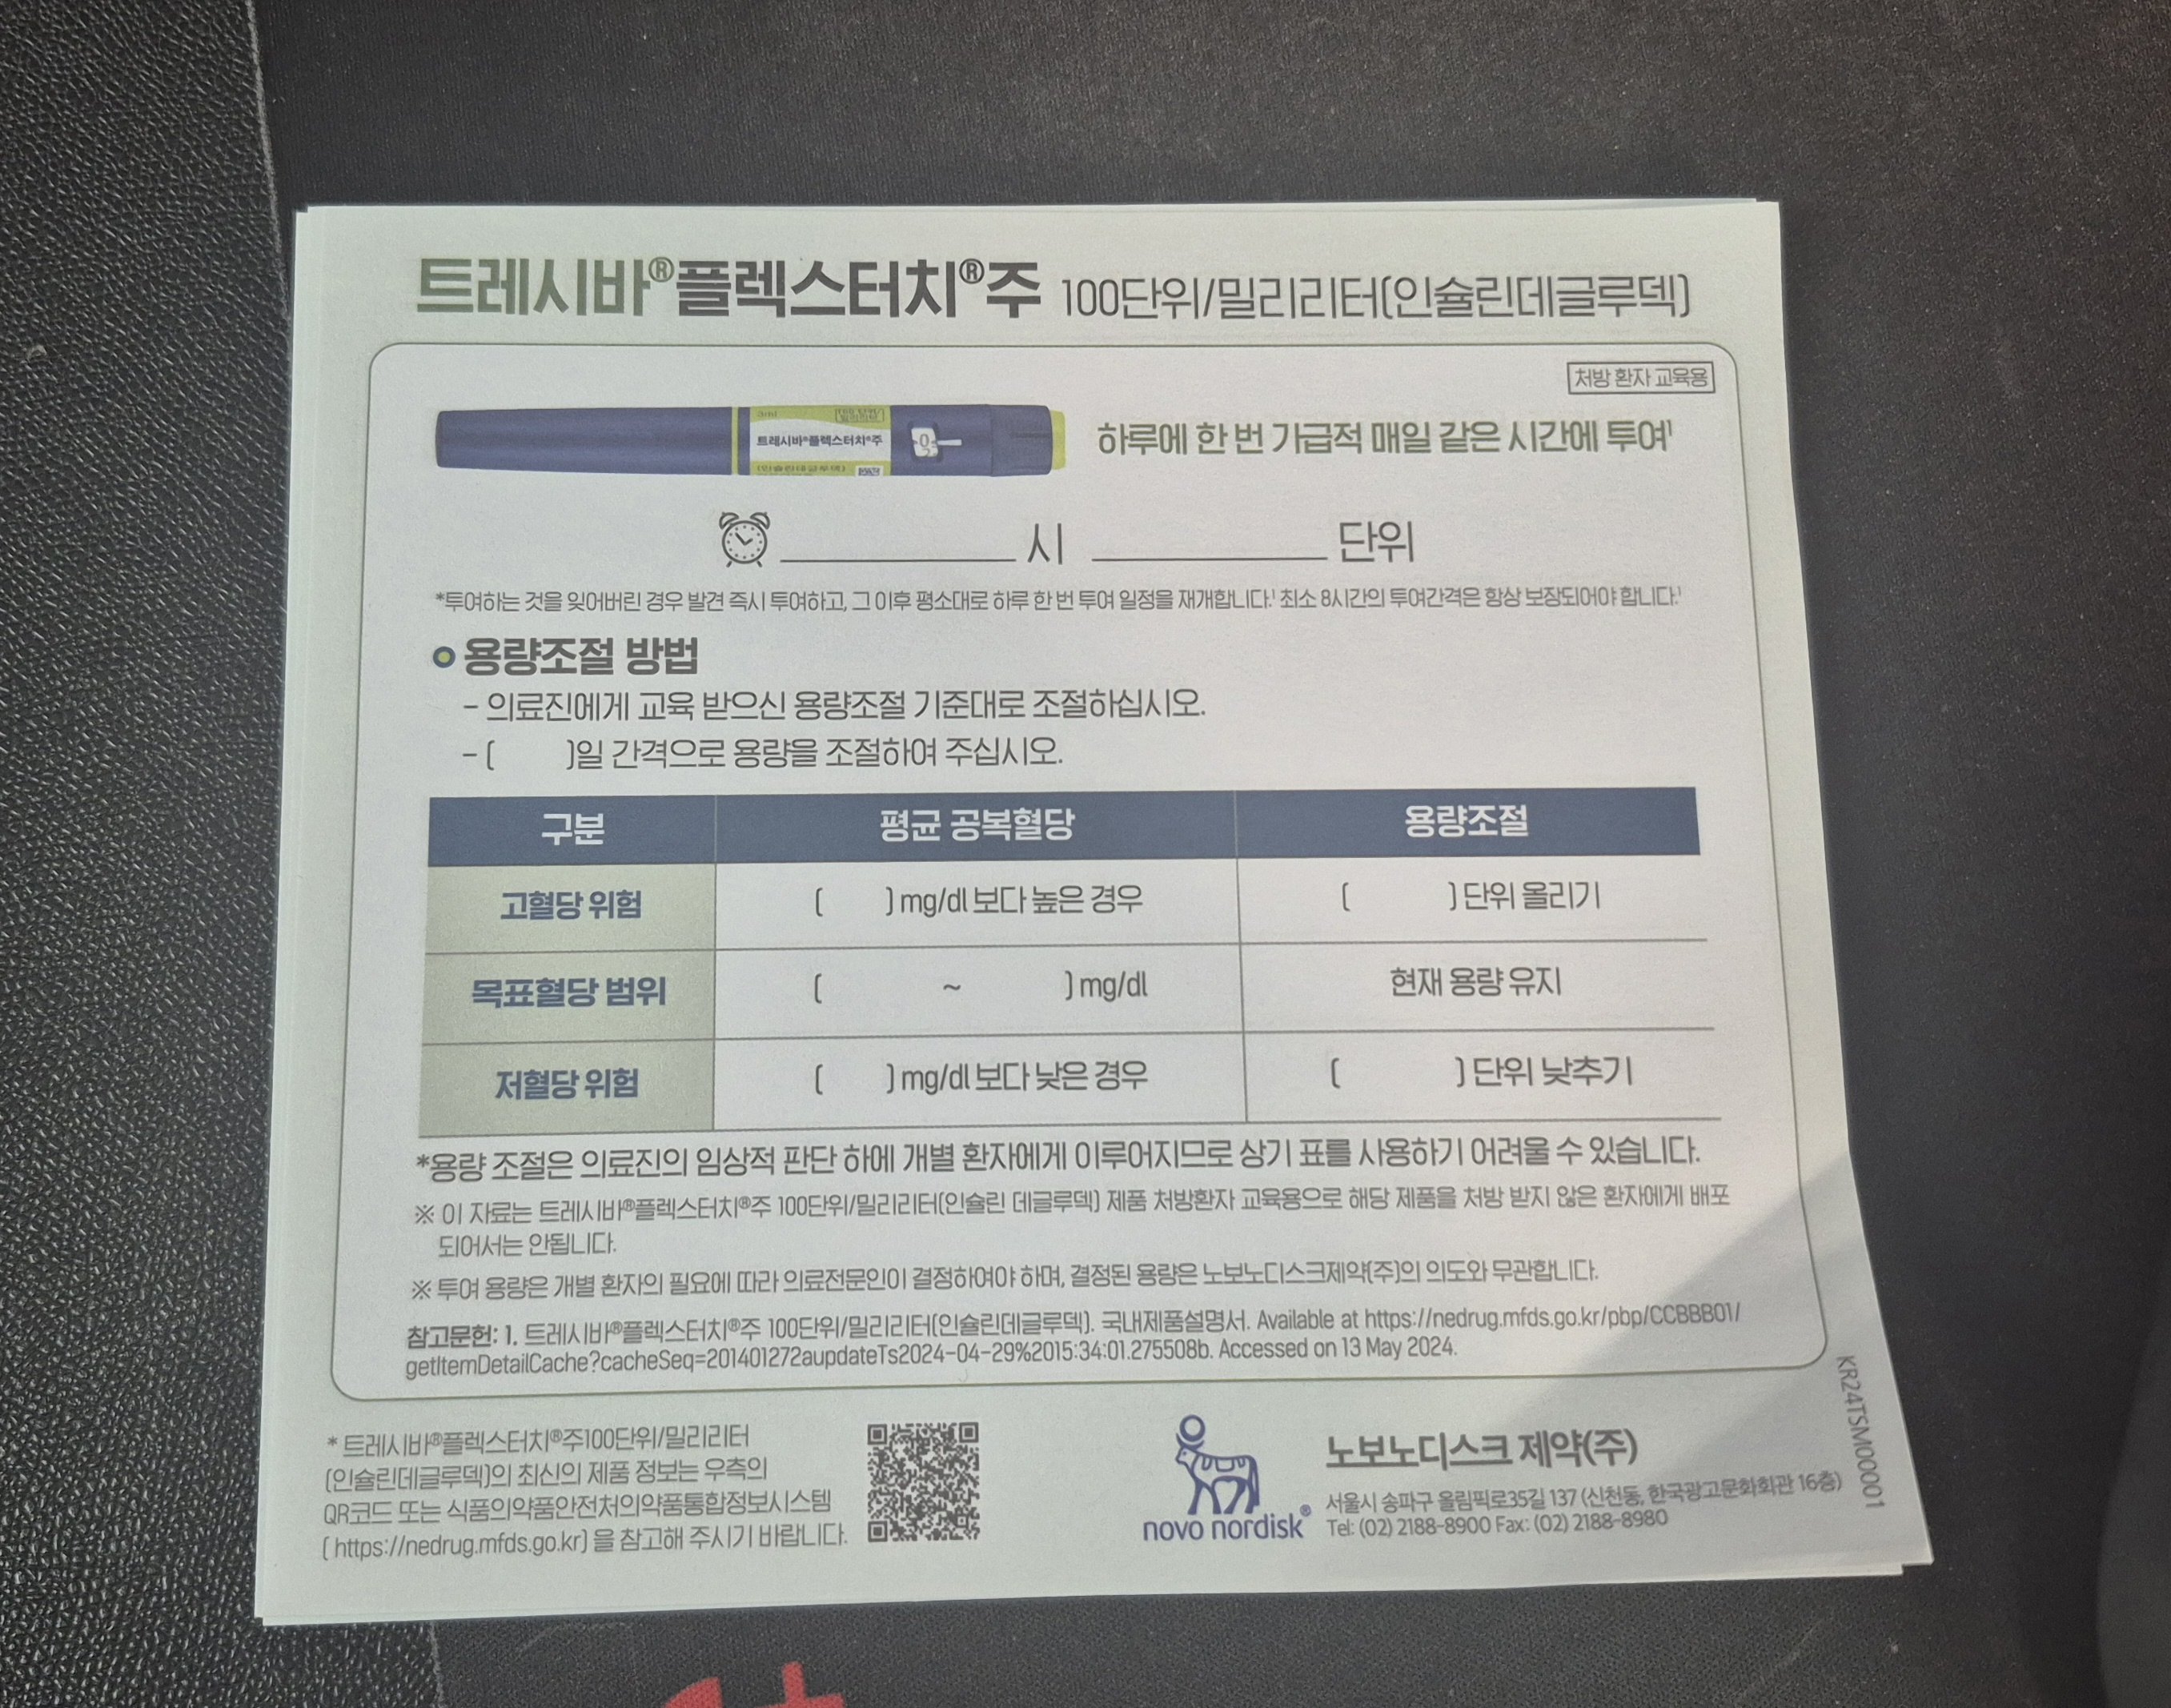 트레시바®플렉스터치®주 100단위/밀리리터(인슐린데글루덱)
처방 환자 교육용
3ml
트레시바®플렉스터치®주
(인슐린데글루덱)
0
2
하루에 한 번 가급적 매일 같은 시간에 투여¹
시 단위
*투여하는 것을 잊어버린 경우 발견 즉시 투여하고, 그 이후 평소대로 하루 한 번 투여 일정을 재개합니다.¹ 최소 8시간의 투여간격은 항상 보장되어야 합니다.¹
용량조절 방법
- 의료진에게 교육 받으신 용량조절 기준대로 조절하십시오.
- ( )일 간격으로 용량을 조절하여 주십시오.
구분 평균 공복혈당 용량조절
고혈당 위험 ( ) mg/dl 보다 높은 경우 ( ) 단위 올리기
목표혈당 범위 ( ~ ) mg/dl 현재 용량 유지
저혈당 위험 ( ) mg/dl 보다 낮은 경우 ( ) 단위 낮추기
*용량 조절은 의료진의 임상적 판단 하에 개별 환자에게 이루어지므로 상기 표를 사용하기 어려울 수 있습니다.
※ 이 자료는 트레시바®플렉스터치®주 100단위/밀리리터(인슐린 데글루덱) 제품 처방환자 교육용으로 해당 제품을 처방 받지 않은 환자에게 배포
되어서는 안됩니다.
※ 투여 용량은 개별 환자의 필요에 따라 의료전문인이 결정하여야 하며, 결정된 용량은 노보노디스크제약(주)의 의도와 무관합니다.
참고문헌: 1. 트레시바®플렉스터치®주 100단위/밀리리터(인슐린데글루덱). 국내제품설명서. Available at https://nedrug.mfds.go.kr/pbp/CCBBB01/
getItemDetailCache?cacheSeq=201401272aupdateTs2024-04-29%2015:34:01.275508b. Accessed on 13 May 2024.
* 트레시바®플렉스터치®주100단위/밀리리터
(인슐린데글루덱)의 최신의 제품 정보는 우측의
QR코드 또는 식품의약품안전처의약품통합정보시스템
( https://nedrug.mfds.go.kr) 을 참고해 주시기 바랍니다.
novo nordisk®
노보노디스크 제약(주)
서울시 송파구 올림픽로35길 137 (신천동, 한국광고문화회관 16층)
Tel: (02) 2188-8900 Fax: (02) 2188-8980
KR24TSM00001